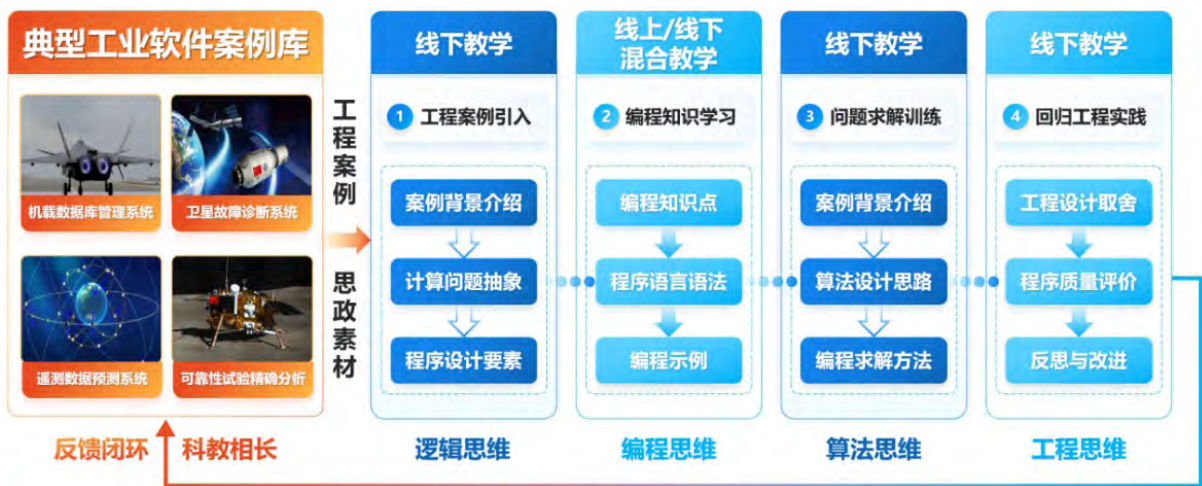 典型工业软件案例库
机载数据库管理系统
卫星故障诊断系统
遥测数据预测系统
可靠性试验精确分析
反馈闭环
科教相长
工程案例
思政素材
线下教学
1 工程案例引入
案例背景介绍
计算问题抽象
程序设计要素
逻辑思维
线上/线下
混合教学
2 编程知识学习
编程知识点
程序语言语法
编程示例
编程思维
线下教学
3 问题求解训练
案例背景介绍
算法设计思路
编程求解方法
算法思维
线下教学
4 回归工程实践
工程设计取舍
程序质量评价
反思与改进
工程思维